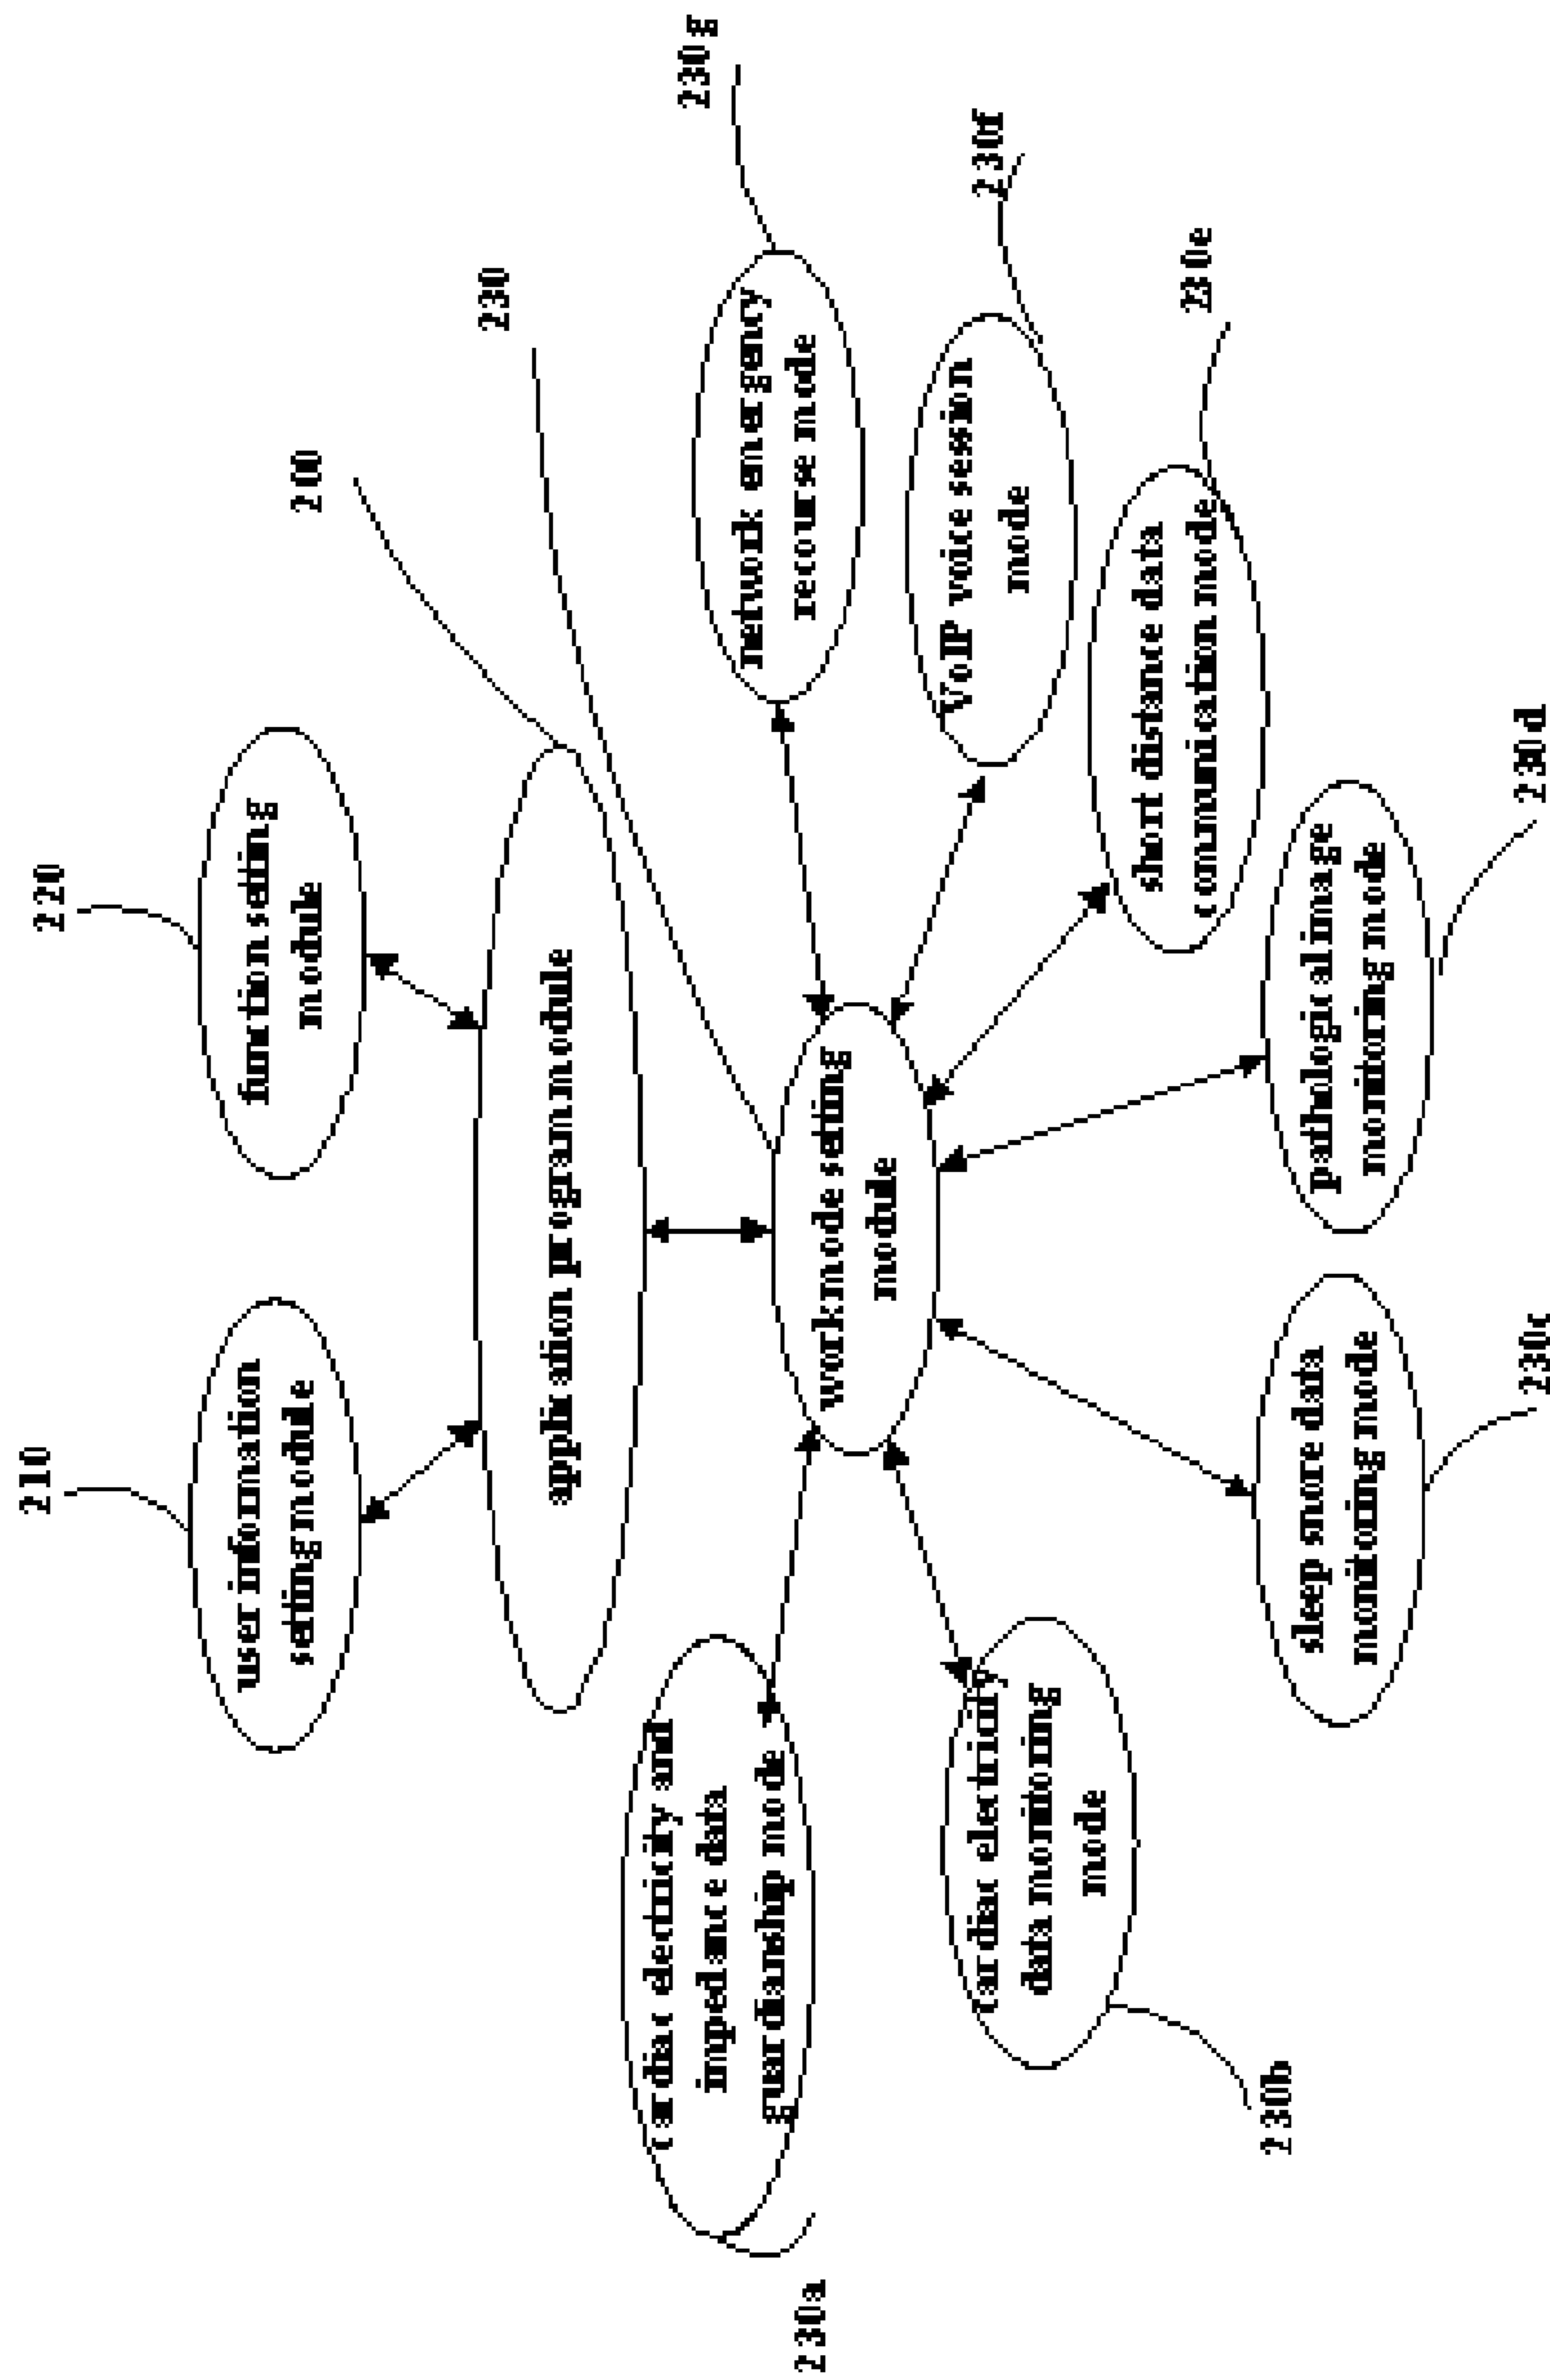 210
220
user information
setting module
function setting
module
200
230
application program module
work mode setting
module
cardiac electricity and
impedance data
guardianship mode
230a
cardiac electricity
data monitoring
mode
230b
sleep snore data
monitoring mode
230c
pathological image
monitoring mode
230d
short distance data
communication mode
230e
VoIP voice session
mode
230f
network emergency
recourse mode
230g